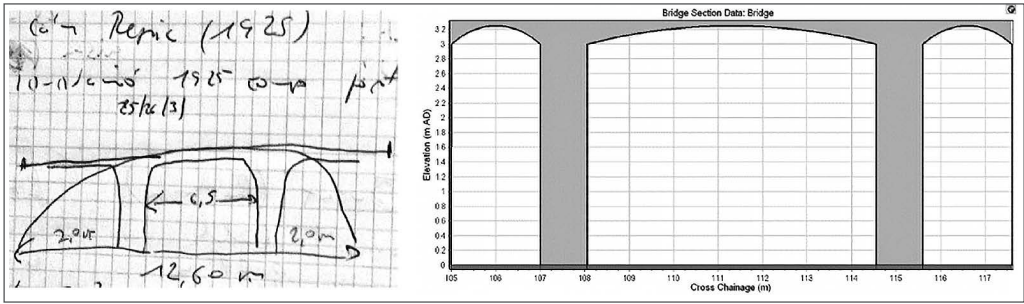 Repic (1925)
1925
25/26/3)
6,5
2,0m
2,0m
12,60 m
Bridge Section Data: Bridge
Elevation (m AD)
3.2
3
2.8
2.6
2.4
2.2
2
1.8
1.6
1.4
1.2
1
0.8
0.6
0.4
0.2
0
105 106 107 108 109 110 111 112 113 114 115 116 117
Cross Chainage (m)